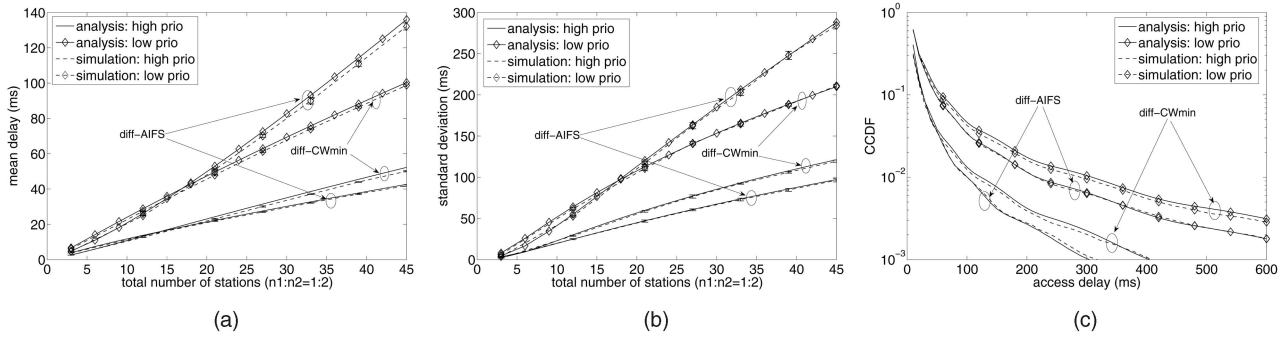 140
120
100
80
60
40
20
0
0
5
10
15
20
25
30
35
40
45
mean delay (ms)
total number of stations (n1:n2=1:2)
analysis: high prio
analysis: low prio
simulation: high prio
simulation: low prio
diff−AIFS
diff−CWmin
(a)
300
250
200
150
100
50
0
0
5
10
15
20
25
30
35
40
45
standard deviation (ms)
total number of stations (n1:n2=1:2)
analysis: high prio
analysis: low prio
simulation: high prio
simulation: low prio
diff−AIFS
diff−CWmin
(b)
10⁰
10⁻¹
10⁻²
10⁻³
0
100
200
300
400
500
600
CCDF
access delay (ms)
analysis: high prio
analysis: low prio
simulation: high prio
simulation: low prio
diff−AIFS
diff−CWmin
(c)